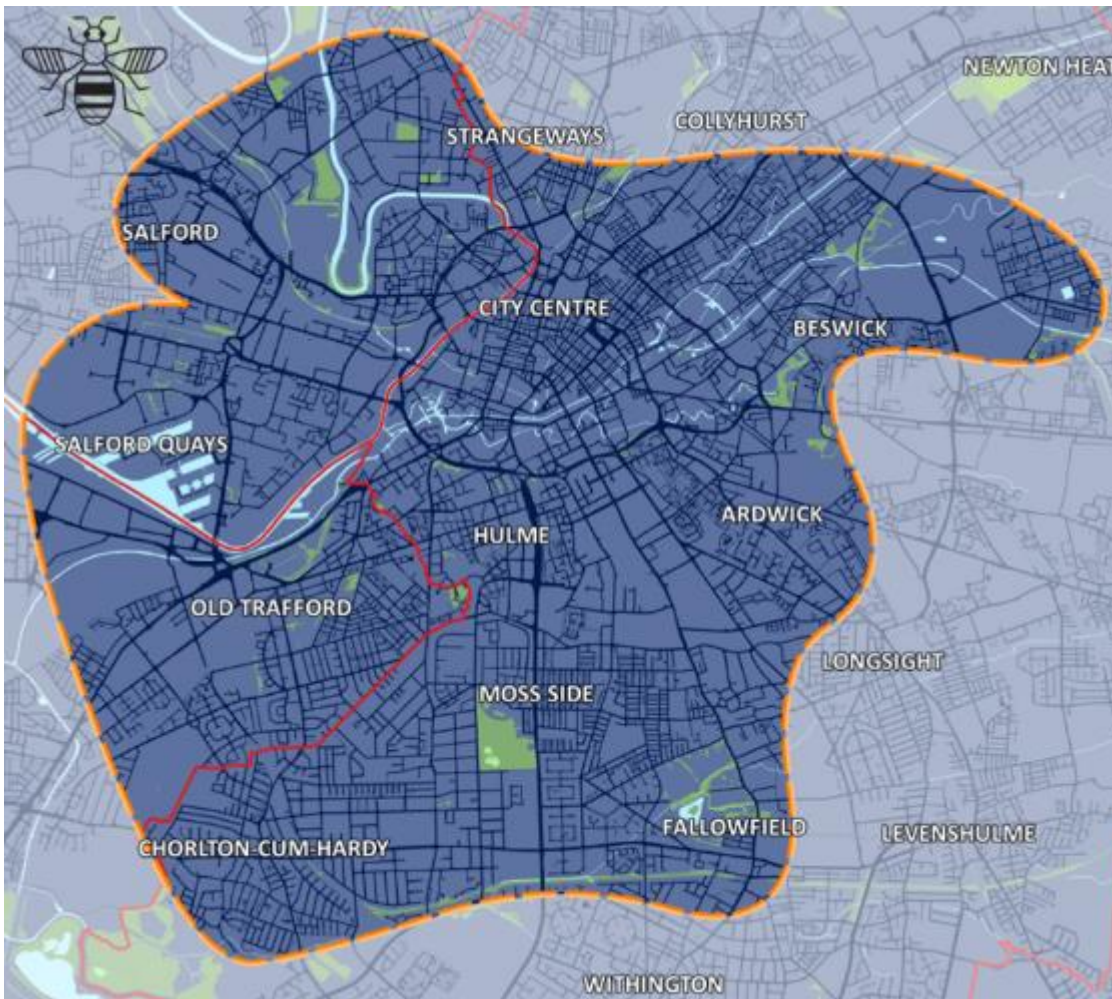 NEWTON HEAT
COLLYHURST
STRANGEWAYS
SALFORD
CITY CENTRE
BESWICK
SALFORD QUAYS
ARDWICK
HULME
OLD TRAFFORD
LONGSIGHT
MOSS SIDE
FALLOWFIELD
LEVENSHULME
CHORLTON-CUM-HARDY
WITHINGTON